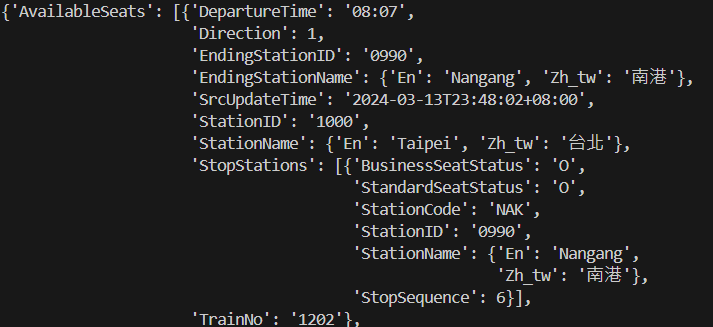 {'AvailableSeats': [{'DepartureTime': '08:07',
'Direction': 1,
'EndingStationID': '0990',
'EndingStationName': {'En': 'Nangang', 'Zh_tw': '南港'},
'SrcUpdateTime': '2024-03-13T23:48:02+08:00',
'StationID': '1000',
'StationName': {'En': 'Taipei', 'Zh_tw': '台北'},
'StopStations': [{'BusinessSeatStatus': 'O',
'StandardSeatStatus': 'O',
'StationCode': 'NAK',
'StationID': '0990',
'StationName': {'En': 'Nangang',
'Zh_tw': '南港'},
'StopSequence': 6}],
'TrainNo': '1202'},